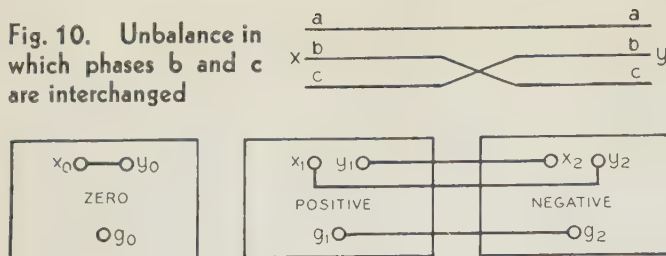 Fig. 10. Unbalance in
which phases b and c
are interchanged
a a
x b b y
c c
x0 y0 x1 y1 x2 y2
ZERO POSITIVE NEGATIVE
g0 g1 g2